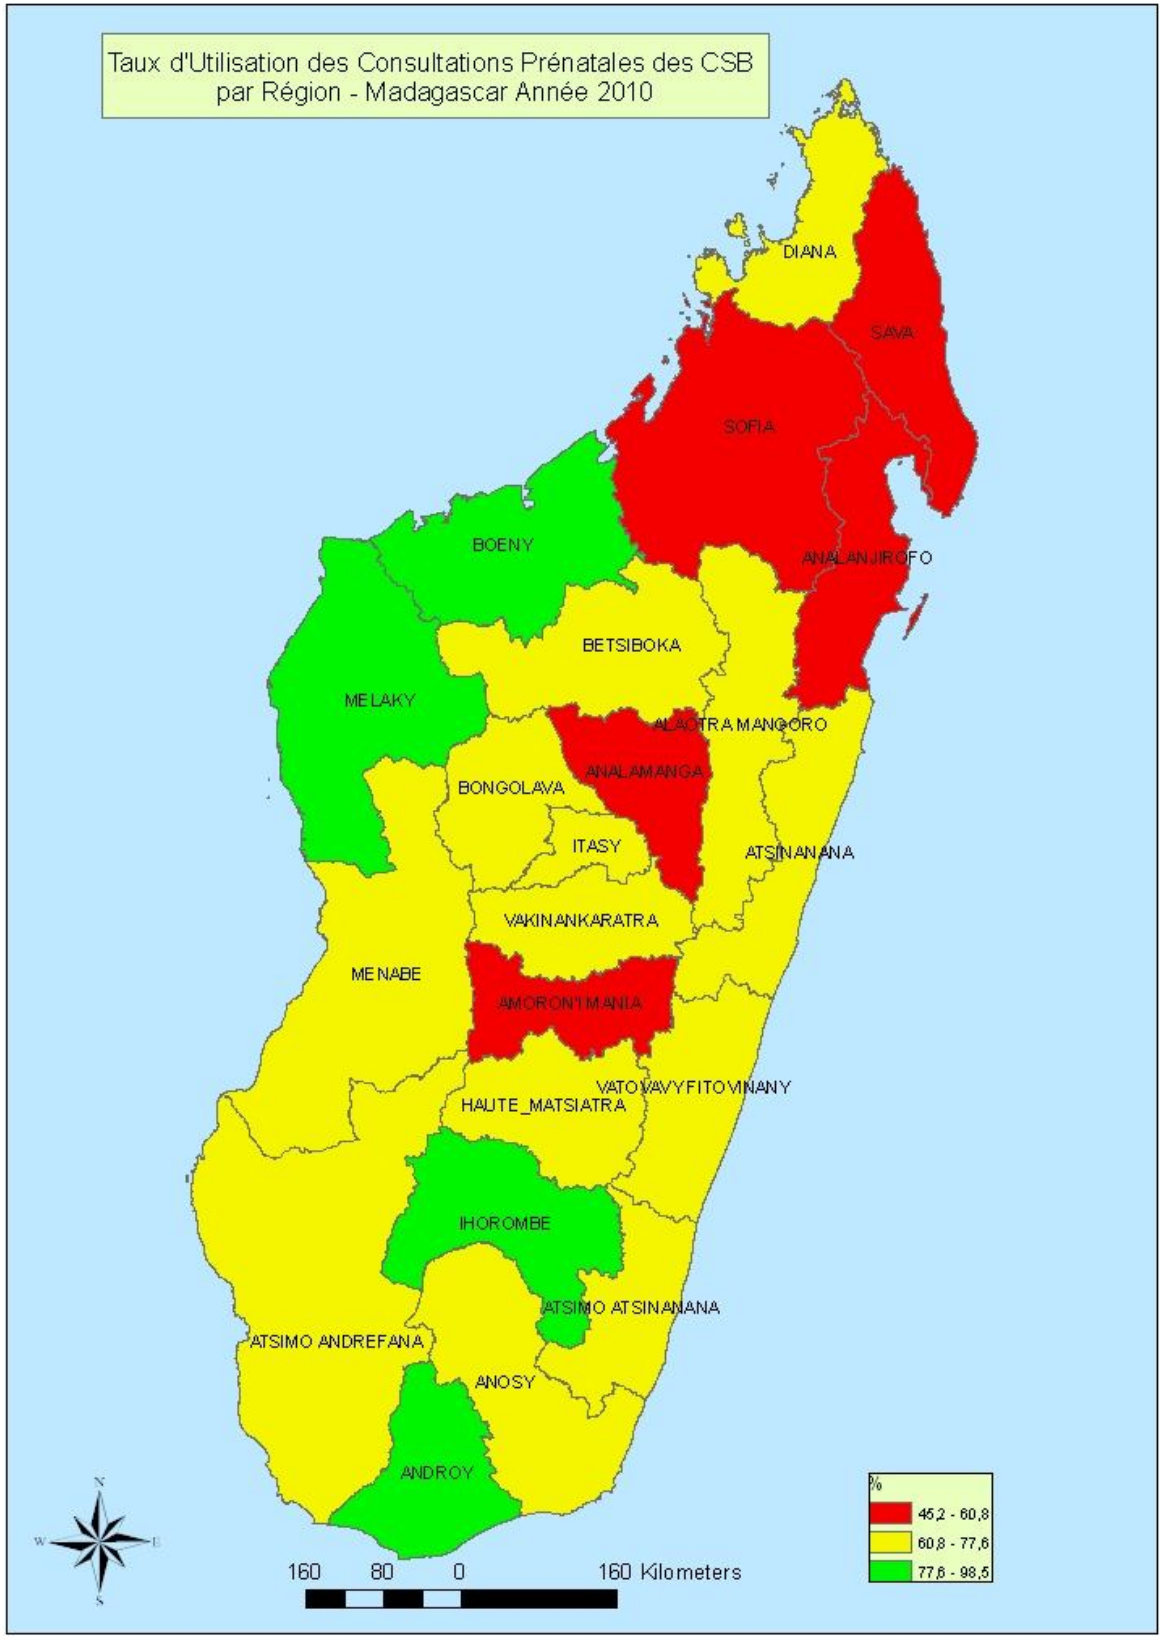 Taux d'Utilisation des Consultations Prénatales des CSB
par Région - Madagascar Année 2010
DIANA
SAVA
SOFIA
BOENY
ANALANJIROFO
BETSIBOKA
MELAKY
ALAOTRA MANGORO
ANALAMANGA
BONGOLAVA
ITASY
ATSINANANA
VAKINANKARATRA
MENABE
AMORON'I MANIA
VATOVAVY FITOVINANY
HAUTE_MATSIATRA
IHOROMBE
ATSIMO ATSINANANA
ATSIMO ANDREFANA
ANOSY
ANDROY
%
45,2 - 60,8
60,8 - 77,6
77,6 - 98,5
N
W
E
S
160 80 0 160 Kilometers